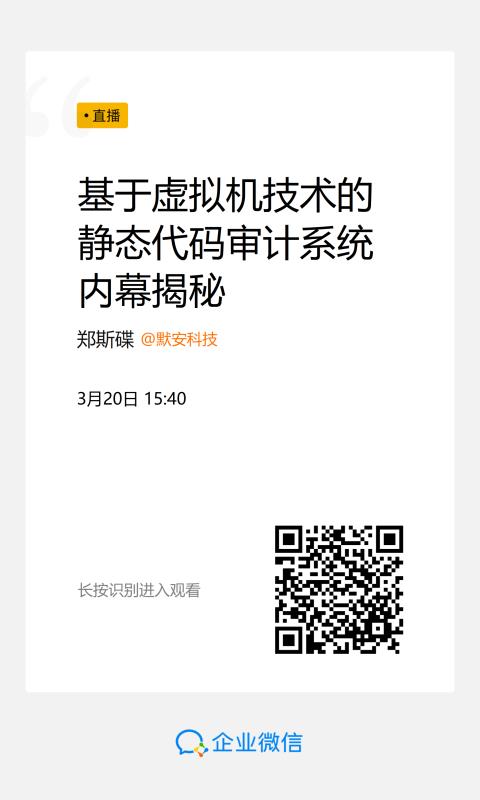 • 直播
基于虚拟机技术的
静态代码审计系统
内幕揭秘
郑斯碟 @默安科技
3月20日 15:40
长按识别进入观看
企业微信